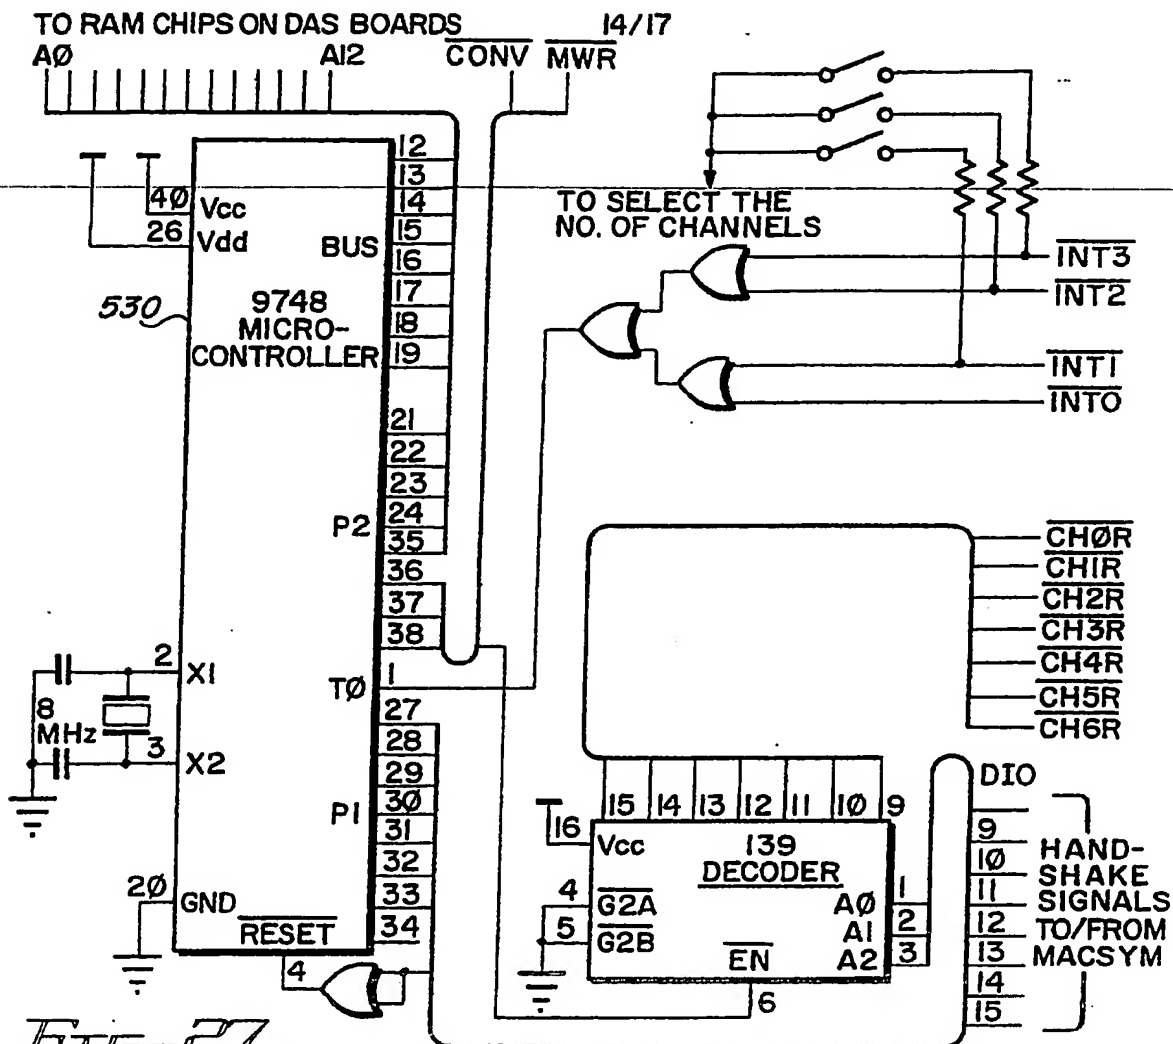 TO RAM CHIPS ON DAS BOARDS 14/17
AØ A12 CONV MWR
TO SELECT THE
NO. OF CHANNELS
INT3
INT2
INT1
INTO
530
9748
MICRO-
CONTROLLER
40 Vcc
26 Vdd
BUS
12
13
14
15
16
17
18
19
21
22
23
24
35
36
37
38
P2
1 TØ
27
28
29
30
31
32
33
34
P1
2 X1
3 X2
8
MHz
20 GND
RESET
4
CHØR
CH1R
CH2R
CH3R
CH4R
CH5R
CH6R
15 14 13 12 11 10 9
16 Vcc
139
DECODER
4 G2A
5 G2B
EN
6
AØ 1
A1 2
A2 3
DIO
9
10
11
12
13
14
15
HAND-
SHAKE
SIGNALS
TO/FROM
MACSYM
Fig-27